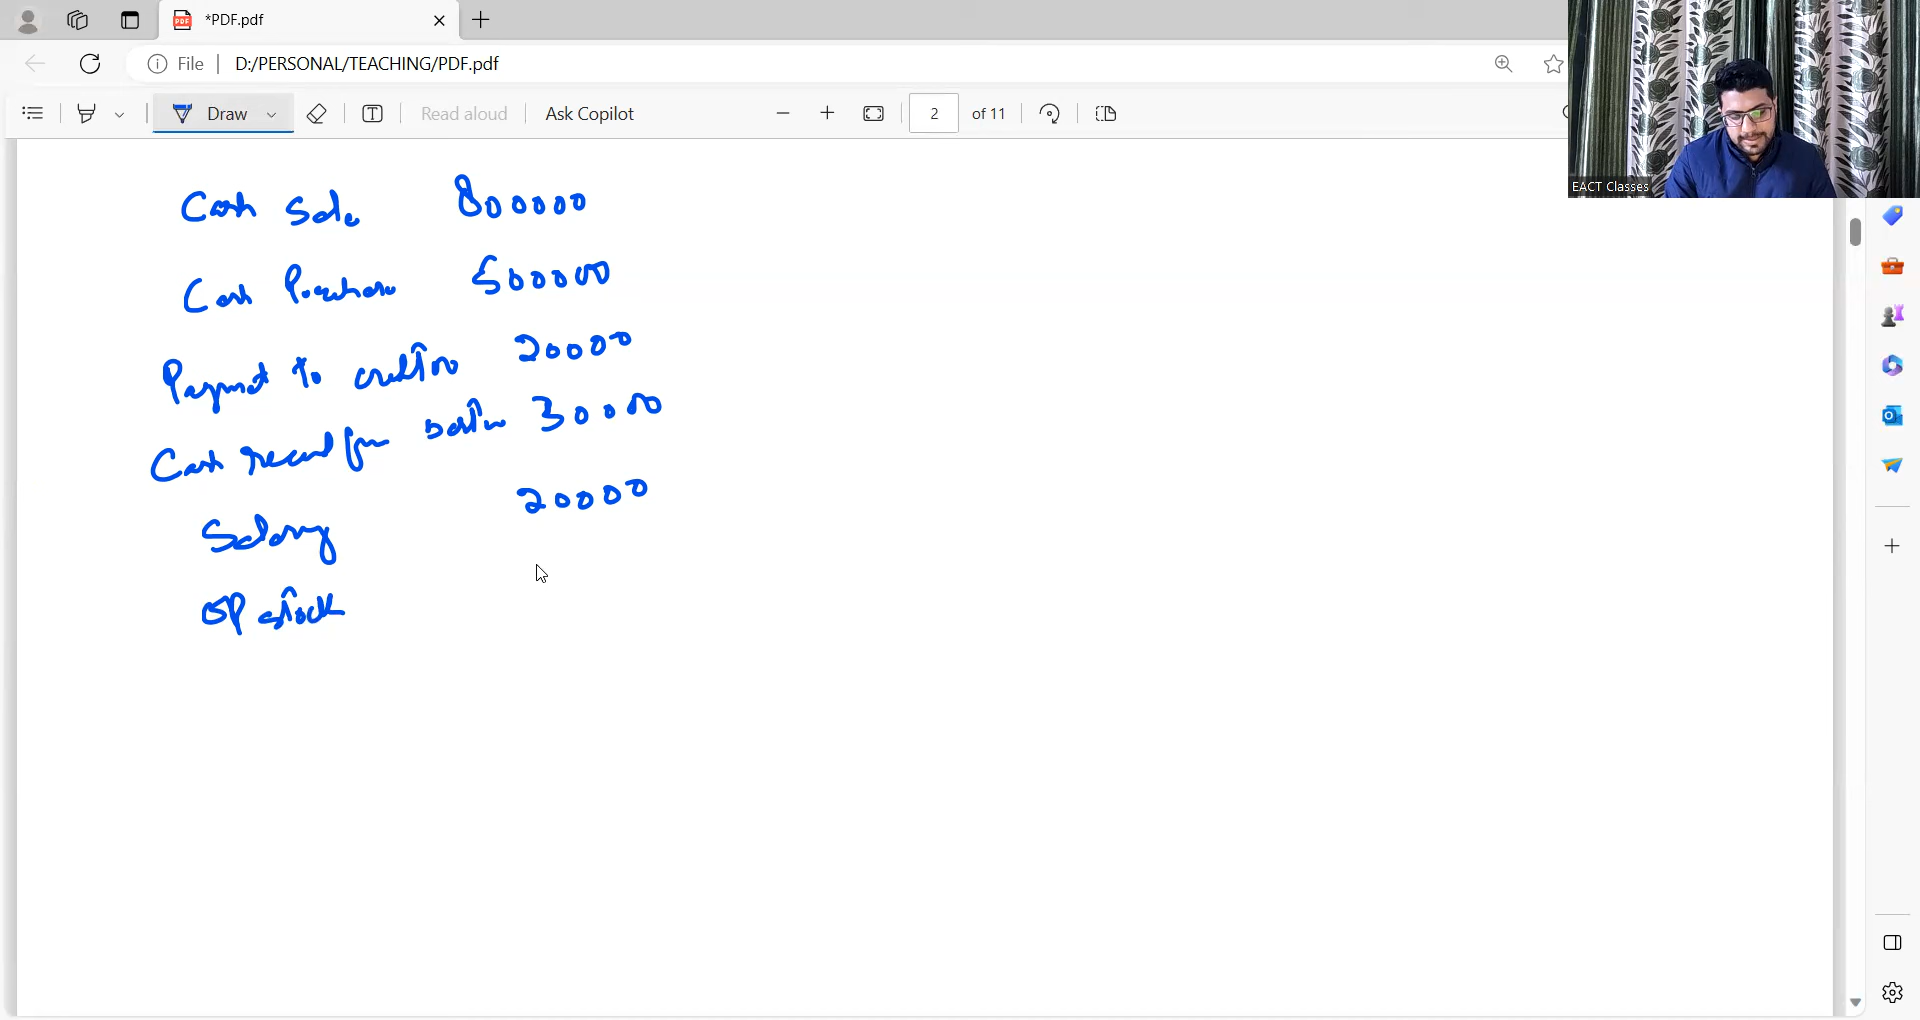 *PDF.pdf
File | D:/PERSONAL/TEACHING/PDF.pdf
Draw Read aloud Ask Copilot 2 of 11
EACT Classes
Cash Sale 800000
Cash Purchase 500000
Payment to creditors 20000
Cash received from debtors 30000
Salary 20000
OP stock